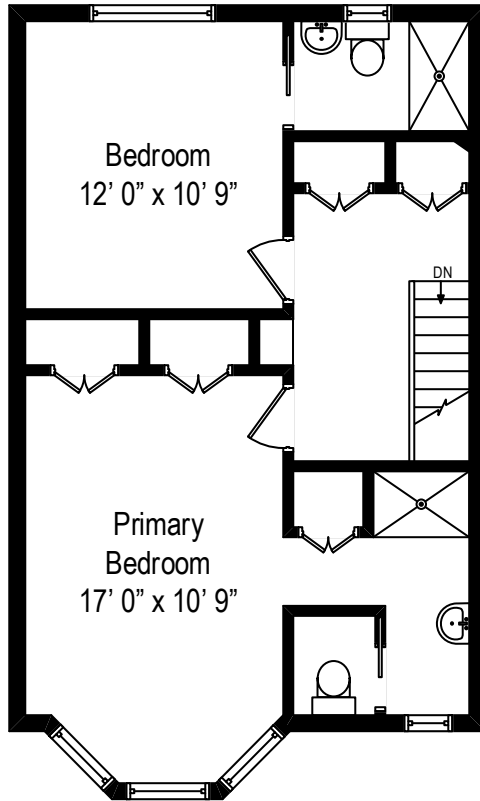 Bedroom
12’ 0” x 10’ 9”
DN
Primary
Bedroom
17’ 0” x 10’ 9”